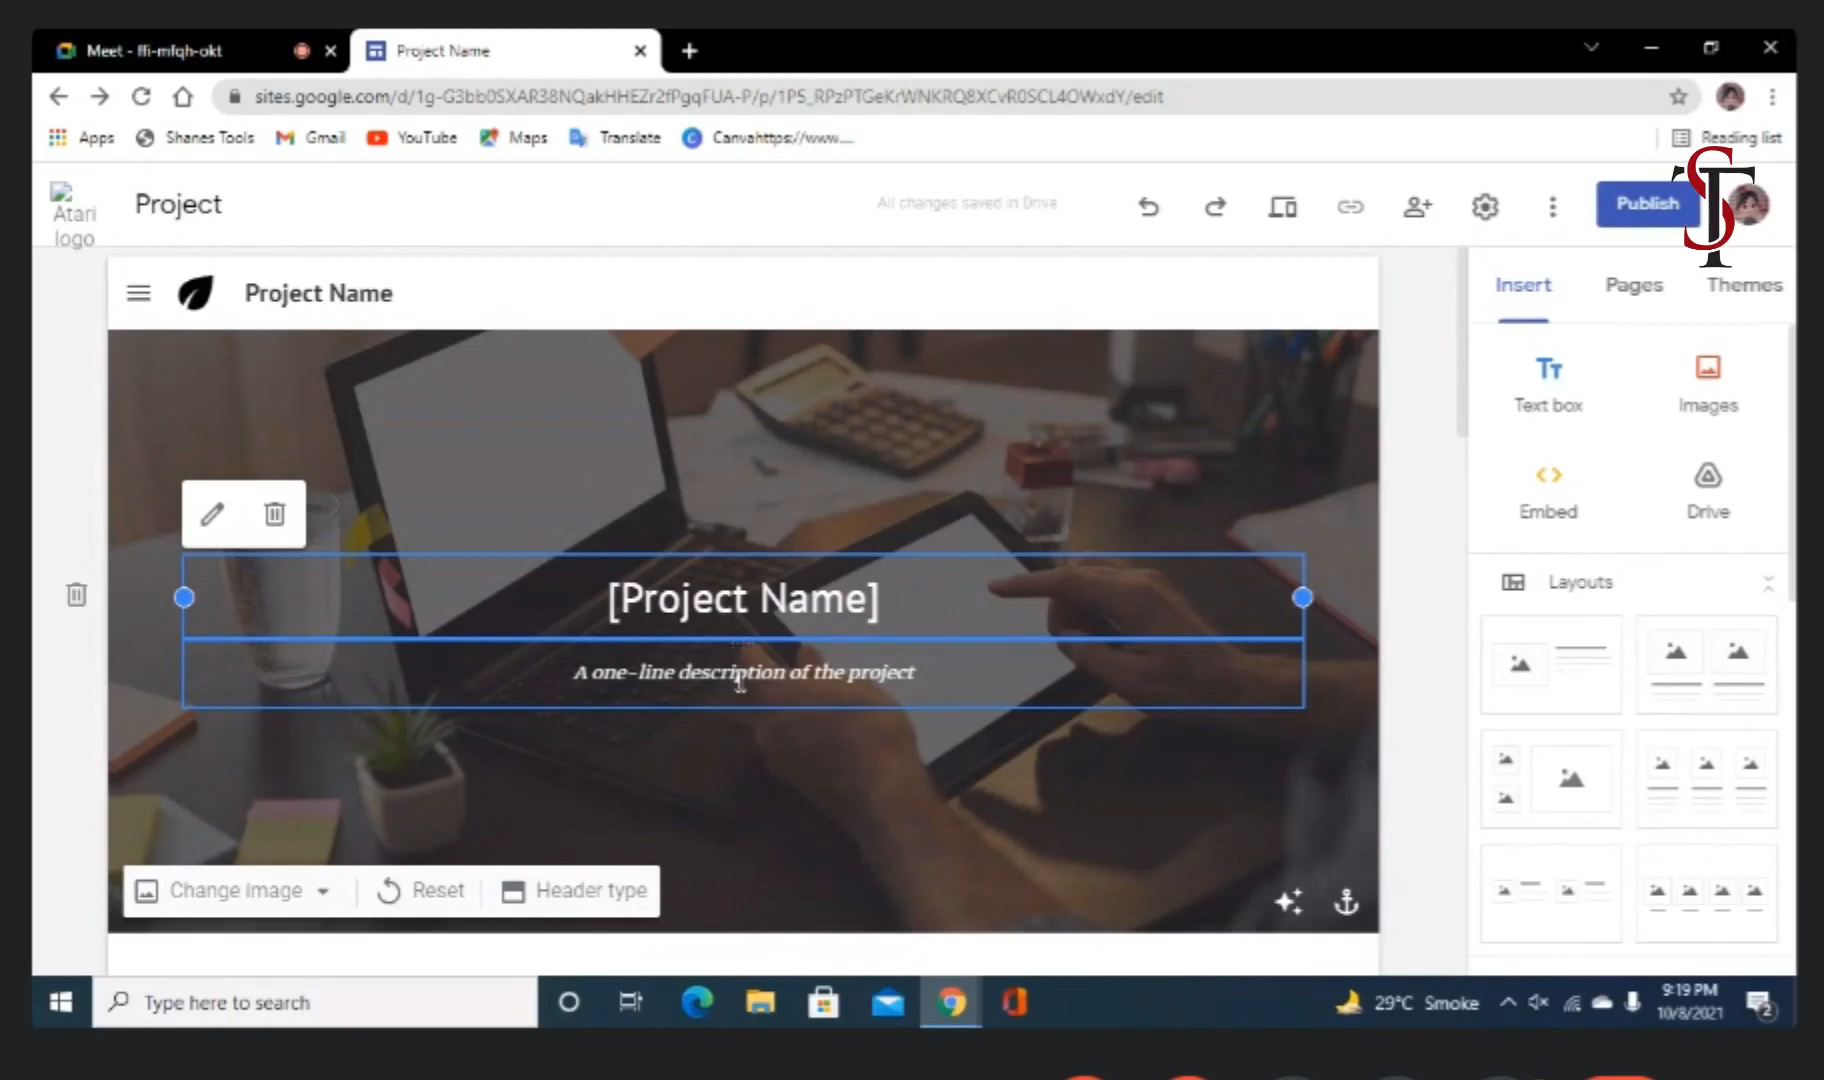 Meet - ffi-mfqh-okt
Project Name
sites.google.com/d/1g-G3bb0SXAR38NQakHHEZr2fPgqFUA-P/p/1P5_RPzPTGeKrWNKRQ8XCvR0SCL4OWxdY/edit
Apps
Shanes Tools
Gmail
YouTube
Maps
Translate
Canvahttps://www....
Reading list
Atari logo
Project
All changes saved in Drive
Publish
ST
Project Name
Insert
Pages
Themes
Text box
Images
Embed
Drive
Layouts
[Project Name]
A one-line description of the project
Change image
Reset
Header type
Type here to search
29°C Smoke
9:19 PM
10/8/2021
2